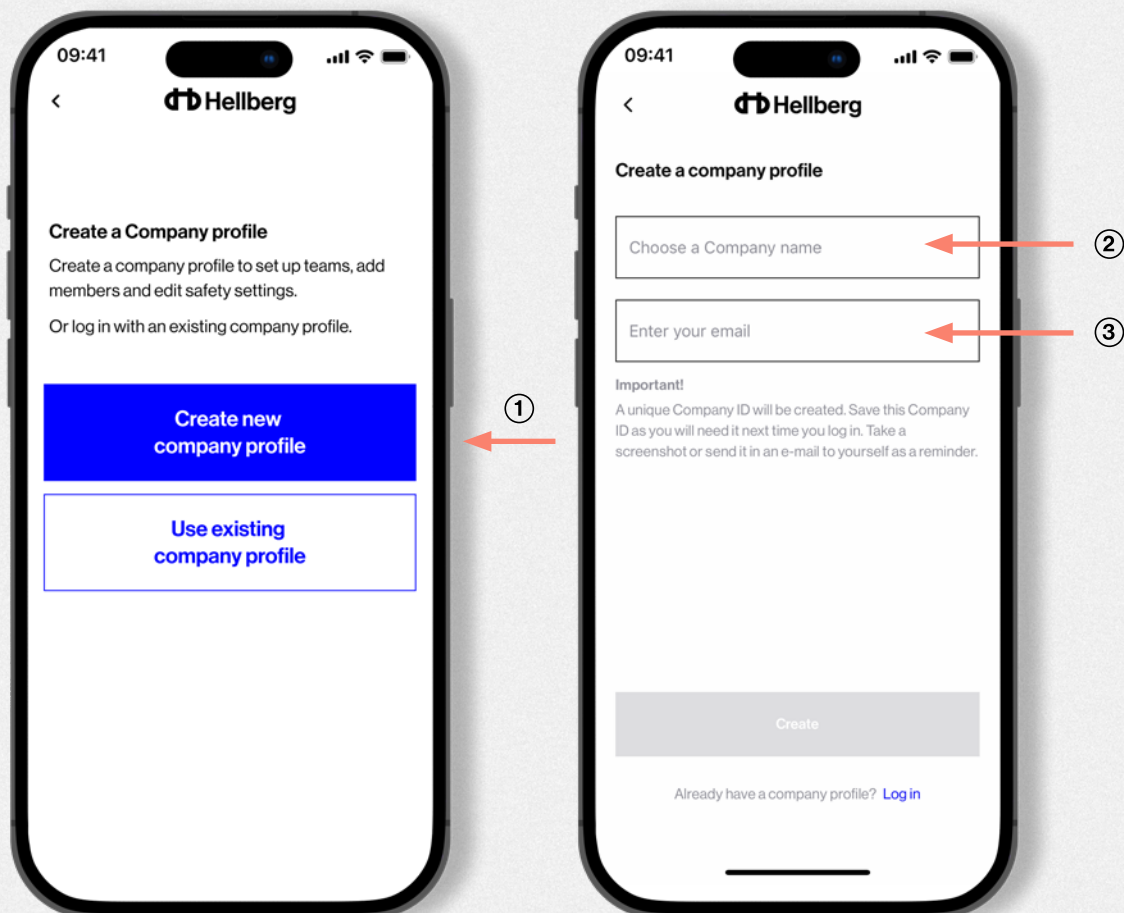 09:41
Hellberg
Create a Company profile
Create a company profile to set up teams, add
members and edit safety settings.
Or log in with an existing company profile.
Create new
company profile
Use existing
company profile
①
09:41
Hellberg
Create a company profile
Choose a Company name
②
Enter your email
③
Important!
A unique Company ID will be created. Save this Company
ID as you will need it next time you log in. Take a
screenshot or send it in an e-mail to yourself as a reminder.
Create
Already have a company profile? Log in